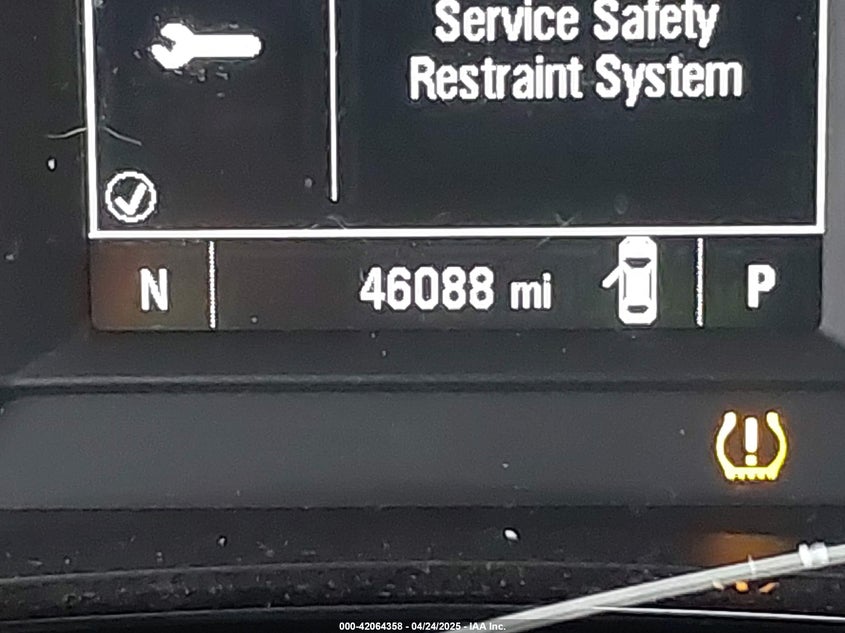 Service Safety
Restraint System
N 46088 mi P
000-42064358 - 04/24/2025 - IAA Inc.